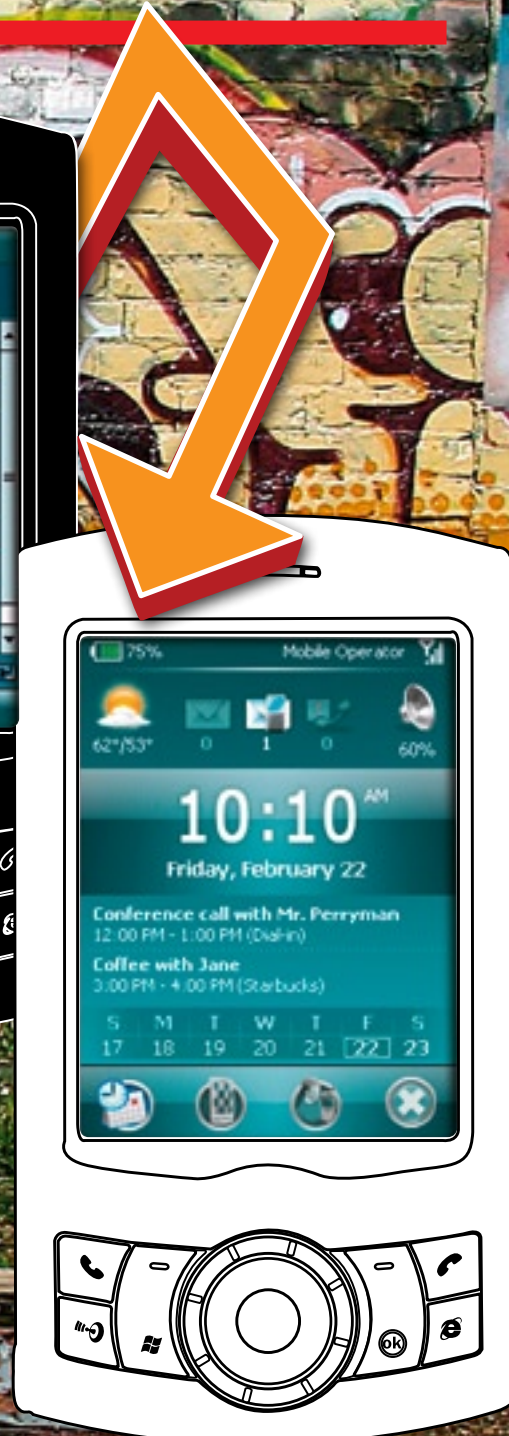 75% Mobile Operator
62°/53° 0 1 0 60%
10:10 AM
Friday, February 22
Conference call with Mr. Perryman
12:00 PM - 1:00 PM (Dial-in)
Coffee with Jane
3:00 PM - 4:00 PM (Starbucks)
S M T W T F S
17 18 19 20 21 22 23
ok